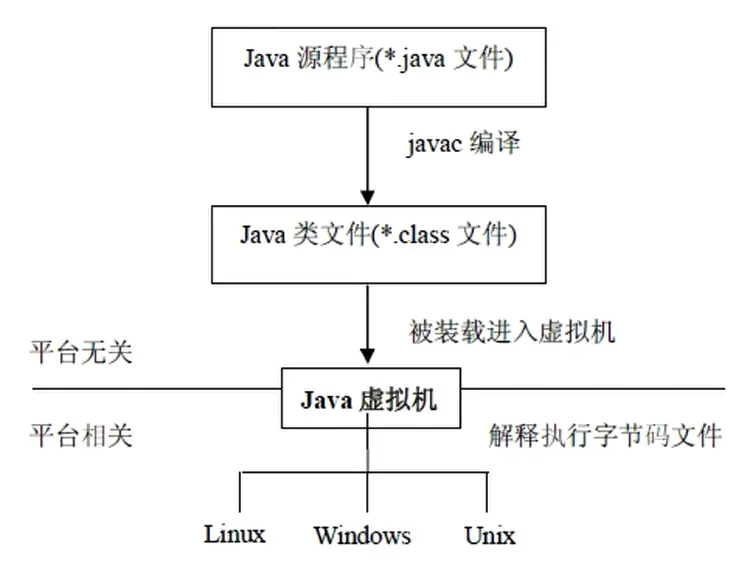 Java 源程序(*.java 文件)
javac 编译
Java 类文件(*.class 文件)
被装载进入虚拟机
平台无关
Java 虚拟机
平台相关
解释执行字节码文件
Linux Windows Unix